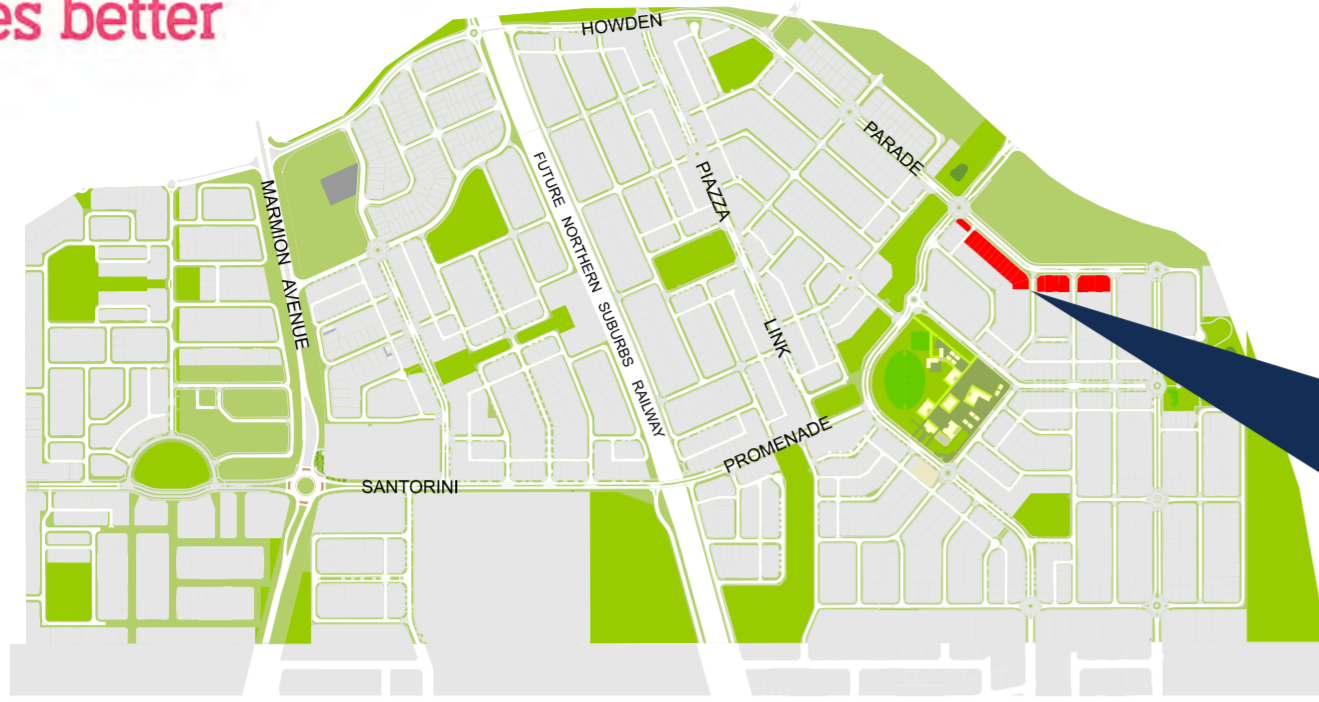 es better
HOWDEN
PARADE
PIAZZA
LINK
FUTURE NORTHERN SUBURBS RAILWAY
MARMION AVENUE
PROMENADE
SANTORINI